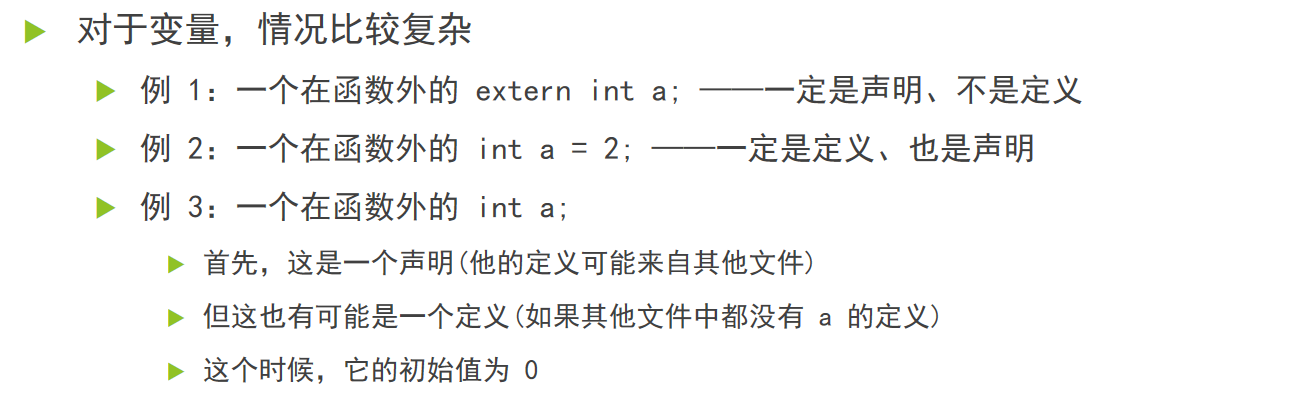 对于变量，情况比较复杂
例 1：一个在函数外的 extern int a; ——一定是声明、不是定义
例 2：一个在函数外的 int a = 2; ——一定是定义、也是声明
例 3：一个在函数外的 int a;
首先，这是一个声明(他的定义可能来自其他文件)
但这也有可能是一个定义(如果其他文件中都没有 a 的定义)
这个时候，它的初始值为 0